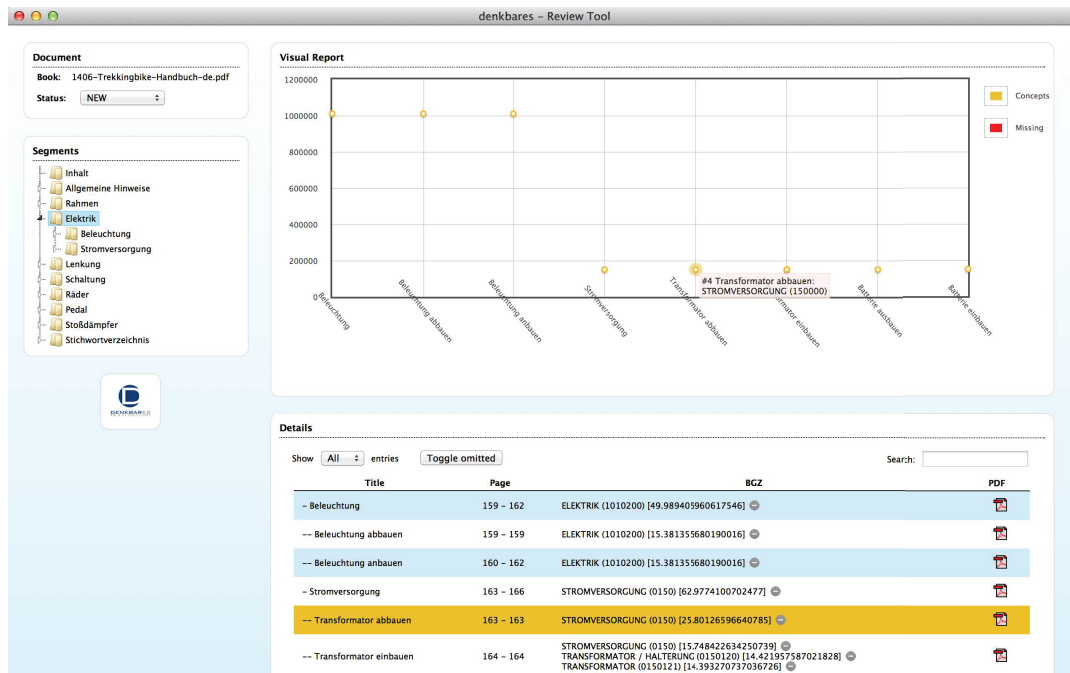 denkbares – Review Tool
Document
Book: 1406-Trekkingbike-Handbuch-de.pdf
Status: NEW
Segments
Inhalt
Allgemeine Hinweise
Rahmen
Elektrik
Beleuchtung
Stromversorgung
Lenkung
Schaltung
Räder
Pedal
Stoßdämpfer
Stichwortverzeichnis
DENKBARES
Visual Report
1200000
1000000
800000
600000
400000
200000
0
Beleuchtung
Beleuchtung abbauen
Beleuchtung anbauen
Stromversorgung
Transformator abbauen
ormator einbauen
Batterie ausbauen
Batterie einbauen
#4 Transformator abbauen:
STROMVERSORGUNG (150000)
Concepts
Missing
Details
Show All entries Toggle omitted Search:
Title Page BGZ PDF
– Beleuchtung 159 – 162 ELEKTRIK (1010200) [49.989405960617546]
-- Beleuchtung abbauen 159 – 159 ELEKTRIK (1010200) [15.381355680190016]
-- Beleuchtung anbauen 160 – 162 ELEKTRIK (1010200) [15.381355680190016]
– Stromversorgung 163 – 166 STROMVERSORGUNG (0150) [62.9774100702477]
-- Transformator abbauen 163 – 163 STROMVERSORGUNG (0150) [25.80126596640785]
-- Transformator einbauen 164 – 164 STROMVERSORGUNG (0150) [15.748422634250739]
TRANSFORMATOR / HALTERUNG (0150120) [14.421957587021828]
TRANSFORMATOR (0150121) [14.393270737036726]